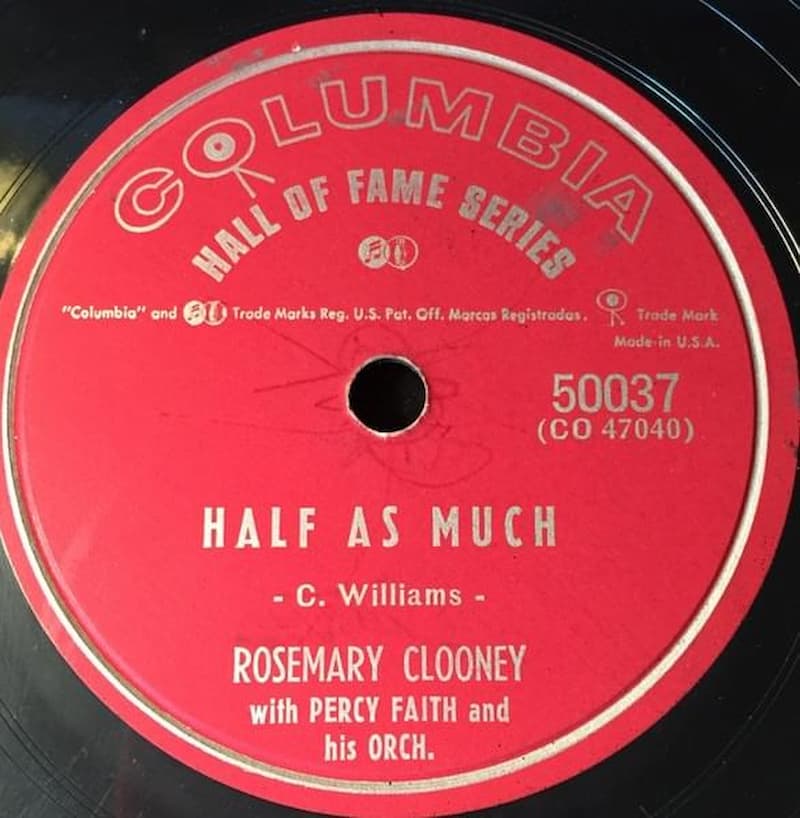 COLUMBIA
HALL OF FAME SERIES
"Columbia" and Trade Marks Reg. U.S. Pat. Off. Marcas Registradas. Trade Mark
Made in U.S.A.
50037
(CO 47040)
HALF AS MUCH
- C. Williams -
ROSEMARY CLOONEY
with PERCY FAITH and
his ORCH.